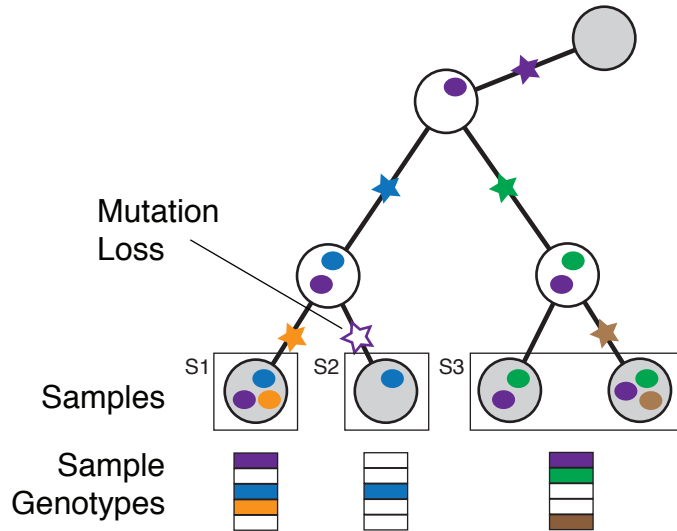 Mutation
Loss
S1
S2
S3
Samples
Sample
Genotypes